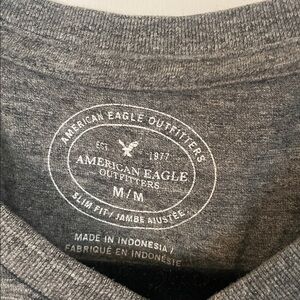 AMERICAN EAGLE OUTFITTERS
EST 1977
AMERICAN EAGLE
OUTFITTERS
M/M
SLIM FIT / JAMBE AJUSTÉE
MADE IN INDONESIA /
FABRIQUÉ EN INDONÉSIE